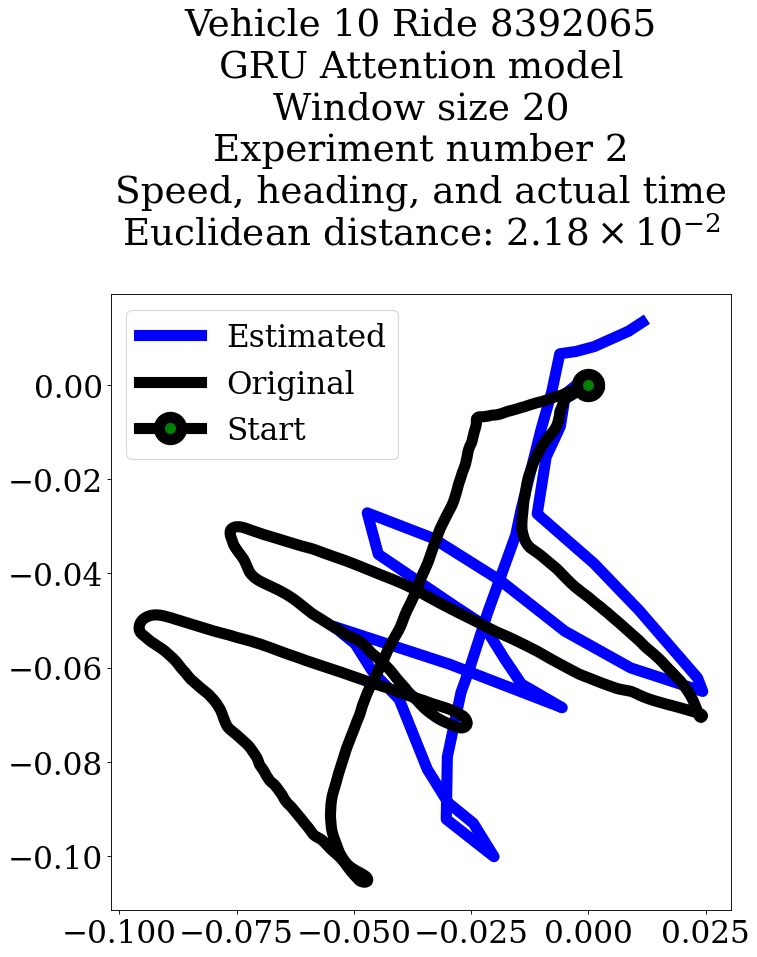 Vehicle 10 Ride 8392065
GRU Attention model
Window size 20
Experiment number 2
Speed, heading, and actual time
Euclidean distance: 2.18 × 10⁻²
Estimated
Original
Start
0.00
−0.02
−0.04
−0.06
−0.08
−0.10
−0.100 −0.075 −0.050 −0.025 0.000 0.025